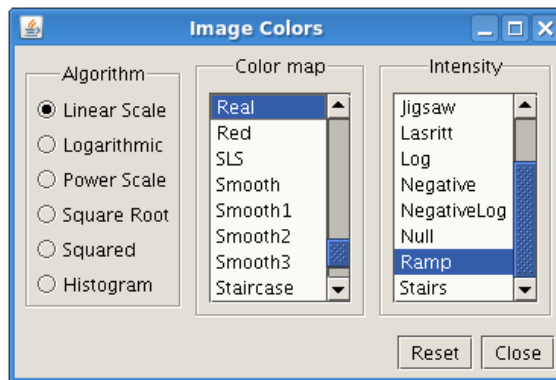 Image Colors
Algorithm
Linear Scale
Logarithmic
Power Scale
Square Root
Squared
Histogram
Color map
Real
Red
SLS
Smooth
Smooth1
Smooth2
Smooth3
Staircase
Intensity
Jigsaw
Lasritt
Log
Negative
NegativeLog
Null
Ramp
Stairs
Reset
Close